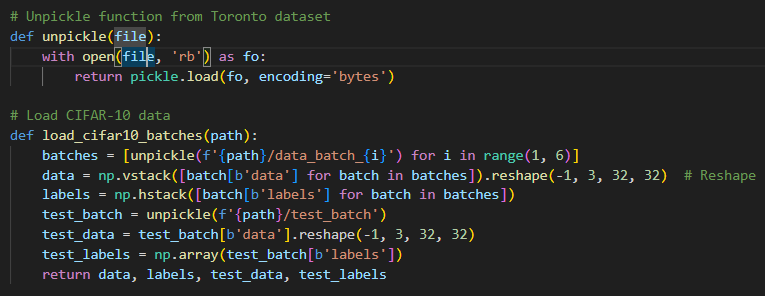 # Unpickle function from Toronto dataset
def unpickle(file):
    with open(file, 'rb') as fo:
        return pickle.load(fo, encoding='bytes')

# Load CIFAR-10 data
def load_cifar10_batches(path):
    batches = [unpickle(f'{path}/data_batch_{i}') for i in range(1, 6)]
    data = np.vstack([batch[b'data'] for batch in batches]).reshape(-1, 3, 32, 32)  # Reshape
    labels = np.hstack([batch[b'labels'] for batch in batches])
    test_batch = unpickle(f'{path}/test_batch')
    test_data = test_batch[b'data'].reshape(-1, 3, 32, 32)
    test_labels = np.array(test_batch[b'labels'])
    return data, labels, test_data, test_labels